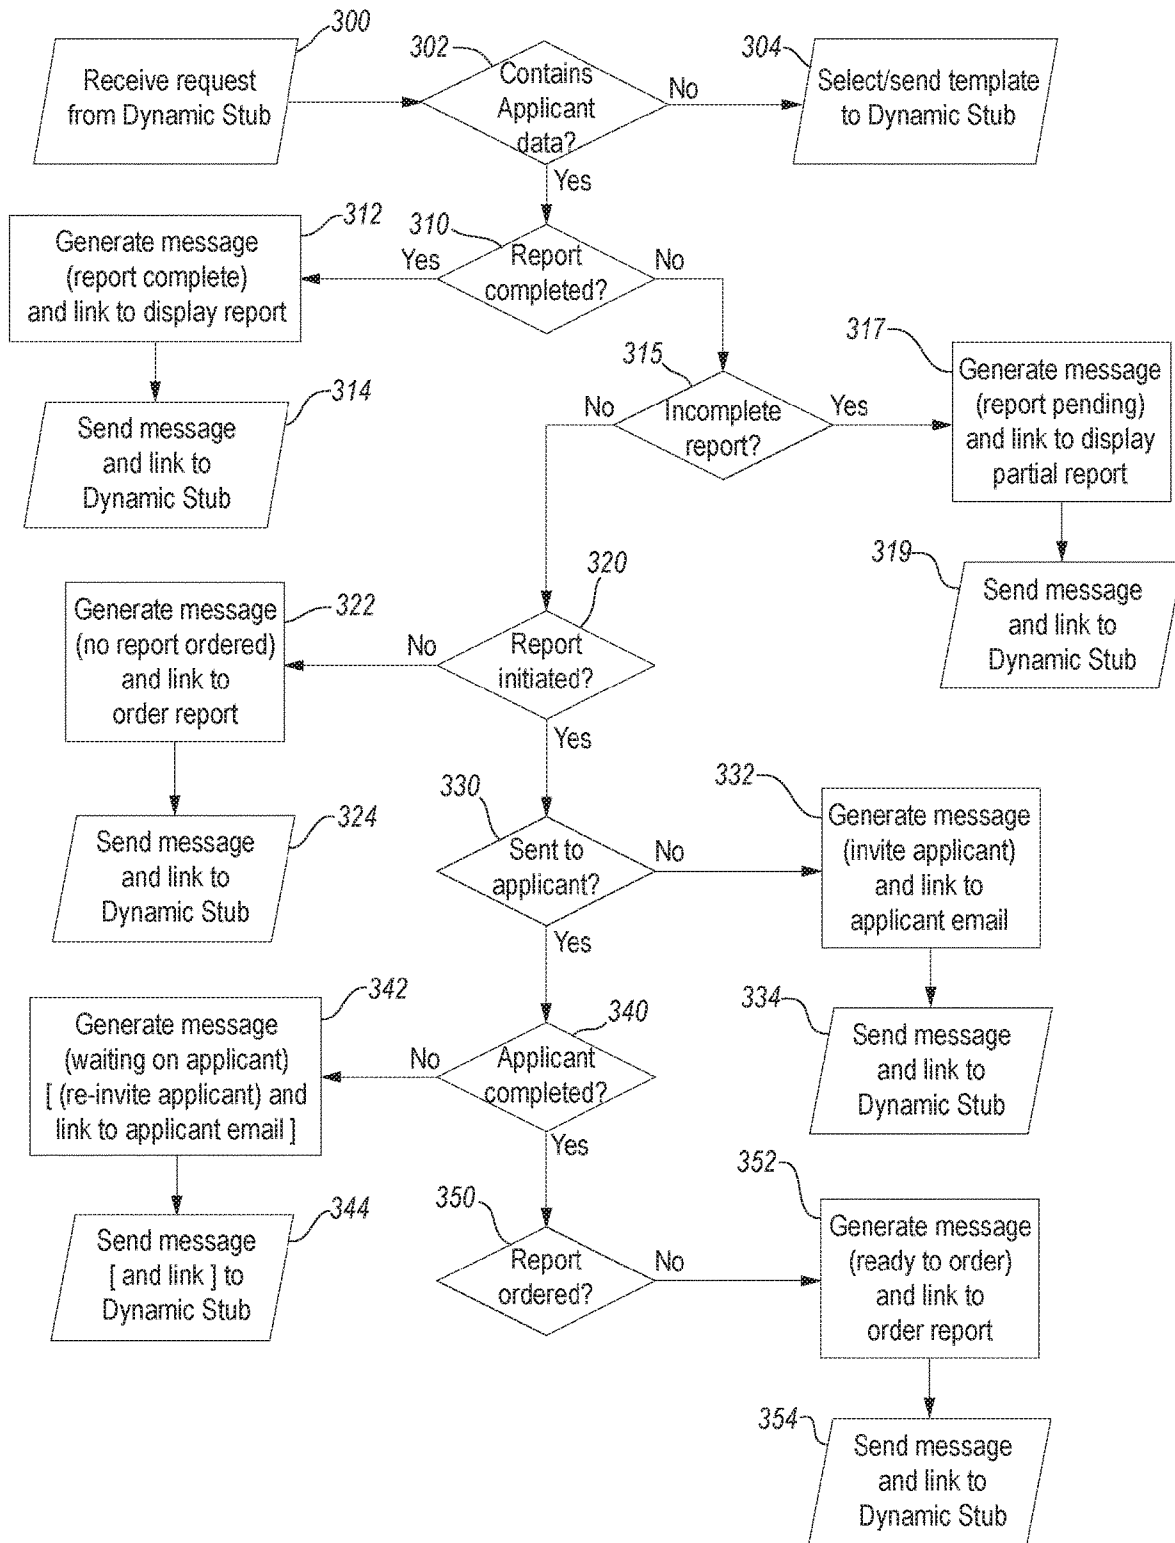 300
Receive request
from Dynamic Stub
302
Contains
Applicant
data?
No
Yes
304
Select/send template
to Dynamic Stub
310
Report
completed?
Yes
No
312
Generate message
(report complete)
and link to display report
314
Send message
and link to
Dynamic Stub
315
Incomplete
report?
No
Yes
317
Generate message
(report pending)
and link to display
partial report
319
Send message
and link to
Dynamic Stub
320
Report
initiated?
No
Yes
322
Generate message
(no report ordered)
and link to
order report
324
Send message
and link to
Dynamic Stub
330
Sent to
applicant?
No
Yes
332
Generate message
(invite applicant)
and link to
applicant email
334
Send message
and link to
Dynamic Stub
340
Applicant
completed?
No
Yes
342
Generate message
(waiting on applicant)
[ (re-invite applicant) and
link to applicant email ]
344
Send message
[ and link ] to
Dynamic Stub
350
Report
ordered?
No
352
Generate message
(ready to order)
and link to
order report
354
Send message
and link to
Dynamic Stub